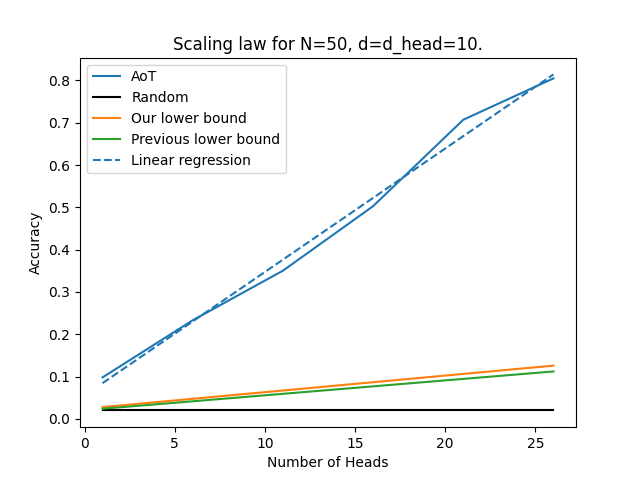 Scaling law for N=50, d=d_head=10.
AoT
Random
Our lower bound
Previous lower bound
Linear regression
Accuracy
0.8
0.7
0.6
0.5
0.4
0.3
0.2
0.1
0.0
0 5 10 15 20 25
Number of Heads